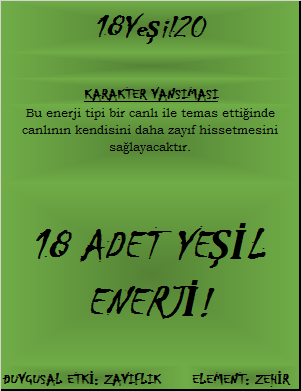 18Yeşil20
KARAKTER YANSIMASI
Bu enerji tipi bir canlı ile temas ettiğinde
canlının kendisini daha zayıf hissetmesini
sağlayacaktır.
18 ADET YEŞİL
ENERJİ!
DUYGUSAL ETKİ: ZAYIFLIK ELEMENT: ZEHİR